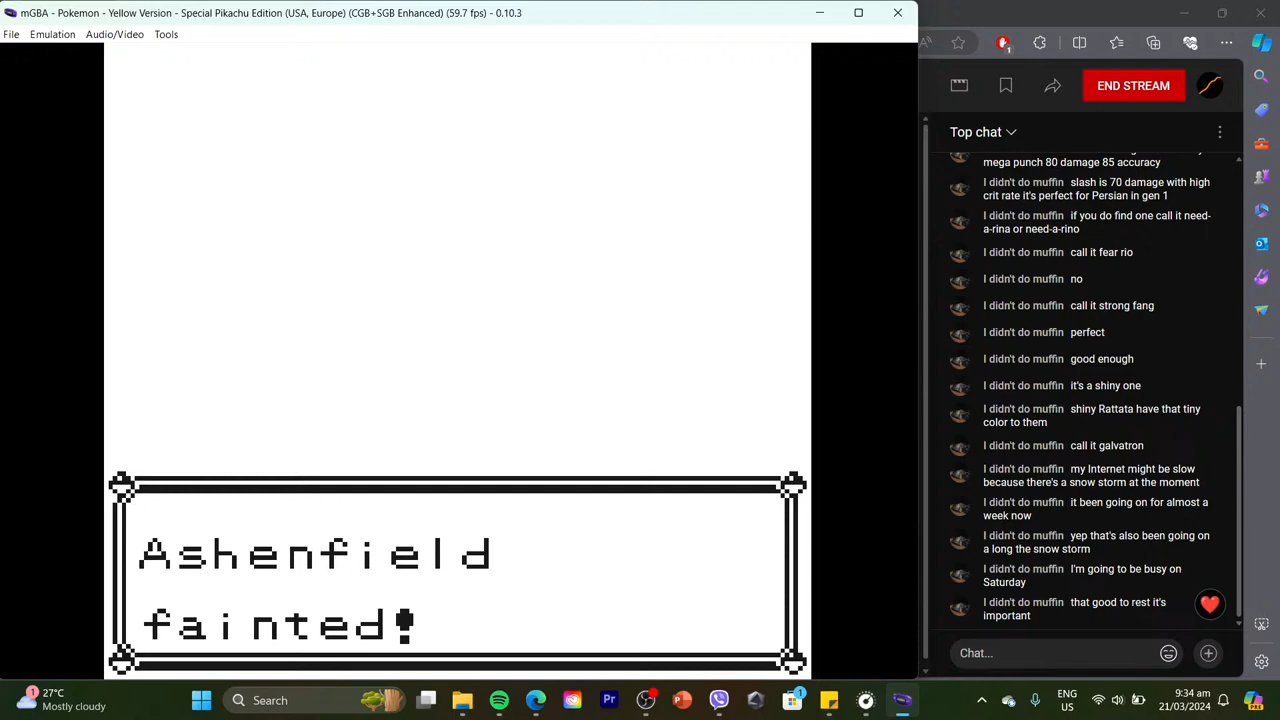 mGBA - Pokemon - Yellow Version - Special Pikachu Edition (USA, Europe) (CGB+SGB Enhanced) (59.7 fps) - 0.10.3
File Emulation Audio/Video Tools
Ashenfield
fainted!
1
END STREAM
Top chat
mega punch 80 damage 85 accuracy
I didn't do muffin slash is 70 damage with high
crit rate it's perfect for Persian in gen 1
I didn't do muffin if you do find one call it need-
a-rina or need-a-rino
I didn't do muffin call it fear rio
I didn't do muffin no
I didn't do muffin call it strong fang
I didn't do muffin perfect
I didn't do muffin good enough
I didn't do muffin it's a shiny one
I didn't do muffin shiny Rattata have that tiny
color to them
I didn't do muffin call it galvatron
I didn't do muffin my Internet might be slow
because there's a snow storm at the moment
I didn't do muffin it been going on for almost a
week now
I didn't do muffin yep that's also been going on
a long the snow storm
I didn't do muffin I'm going to be busy on
Saturday
I didn't do muffin that good to rest it's
important
Chat...
1
27°C
Mostly cloudy
Search
Pr
1
ENG
US
9:34 am
21/03/2024